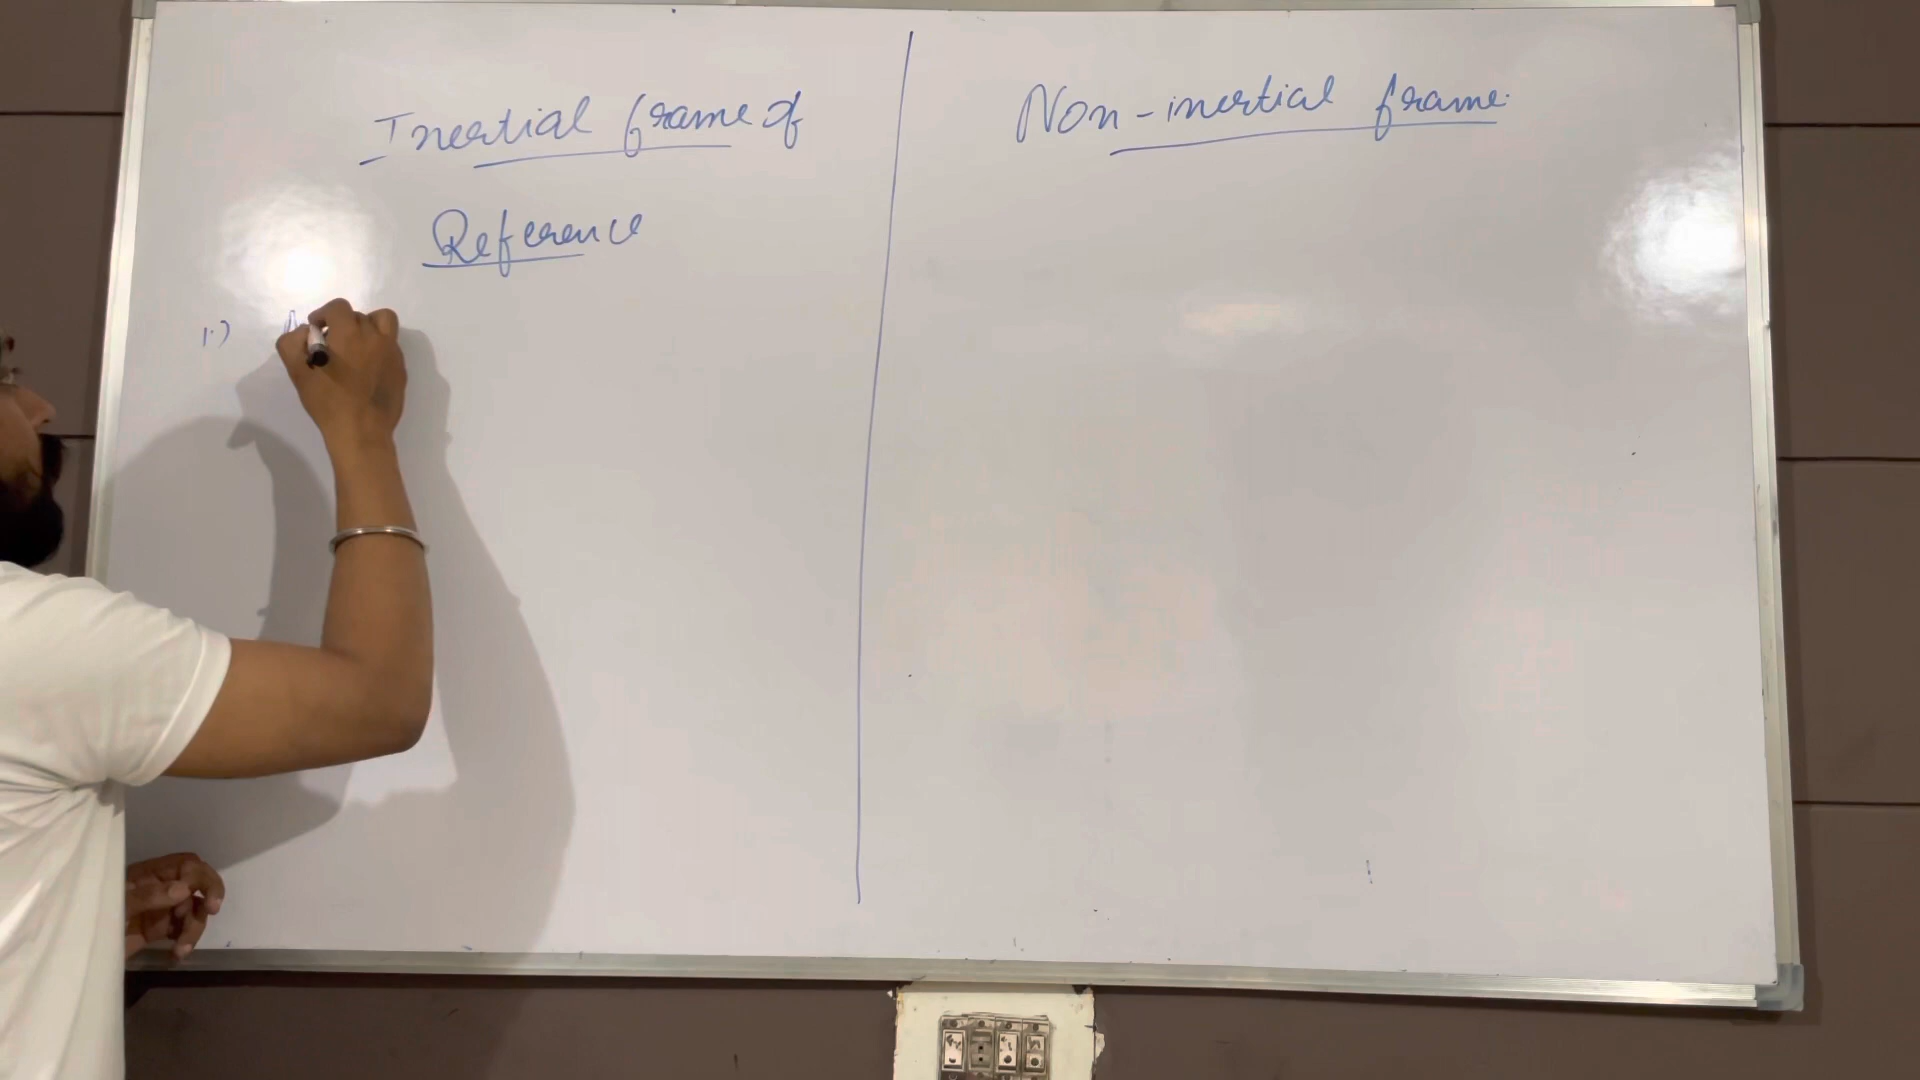 Inertial frame of
Reference
1.)
Non-inertial frame.